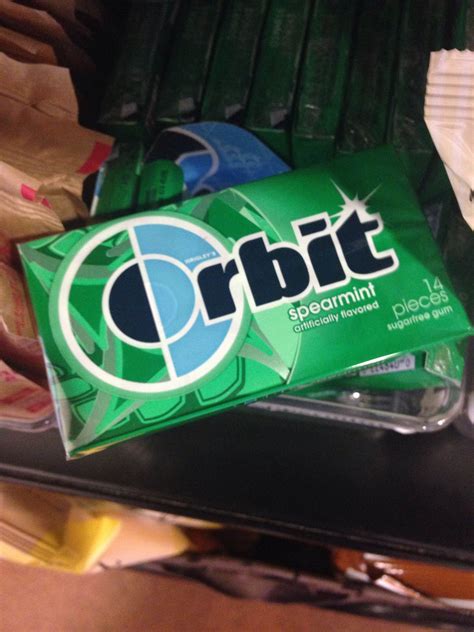 WRIGLEY'S
Orbit
spearmint
artificially flavored
14
pieces
sugarfree gum